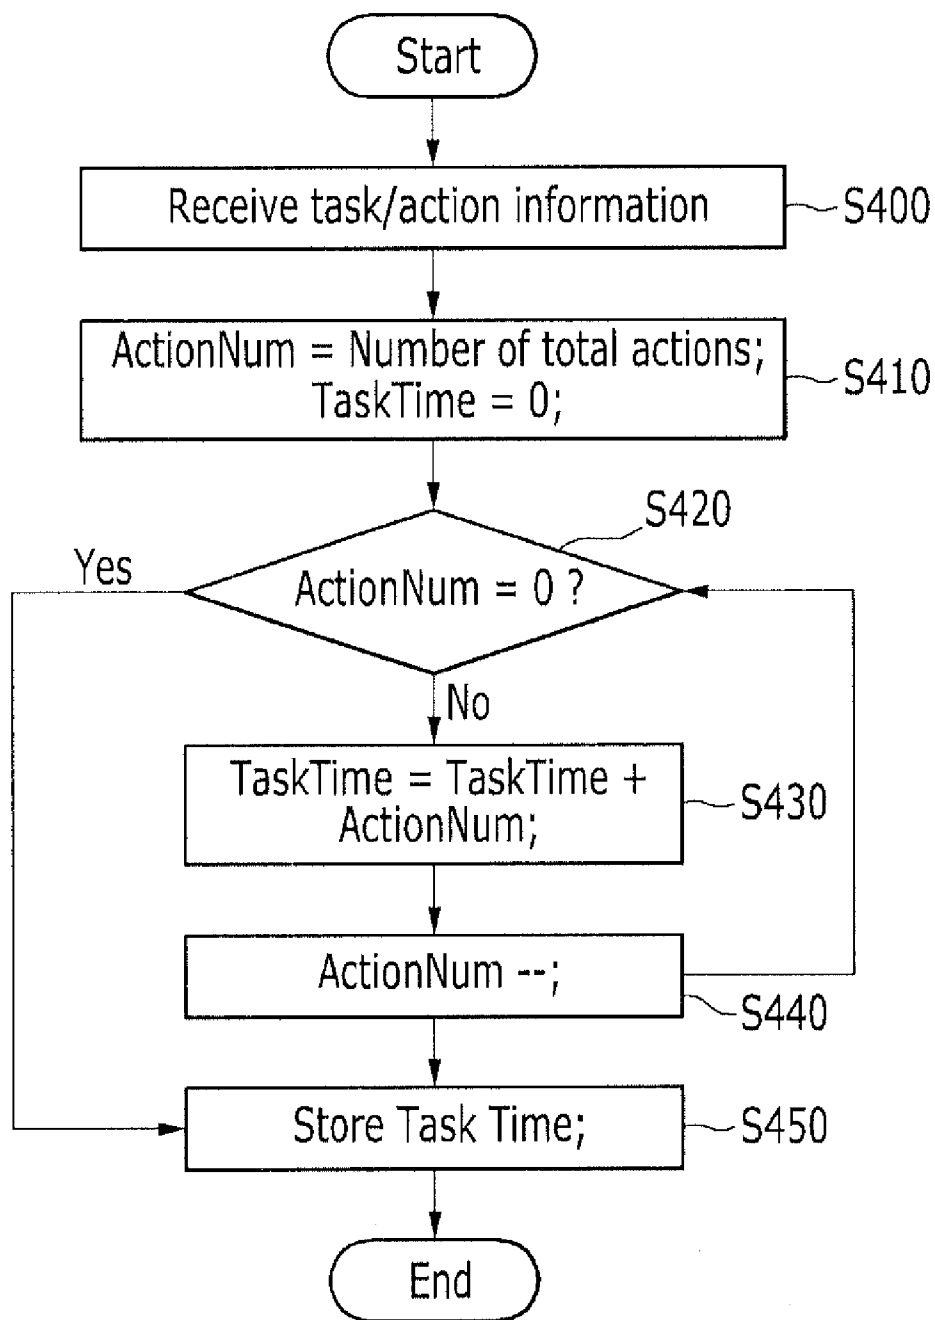 Start
Receive task/action information
S400
ActionNum = Number of total actions;
TaskTime = 0;
S410
S420
Yes
ActionNum = 0 ?
No
TaskTime = TaskTime +
ActionNum;
S430
ActionNum --;
S440
Store Task Time;
S450
End